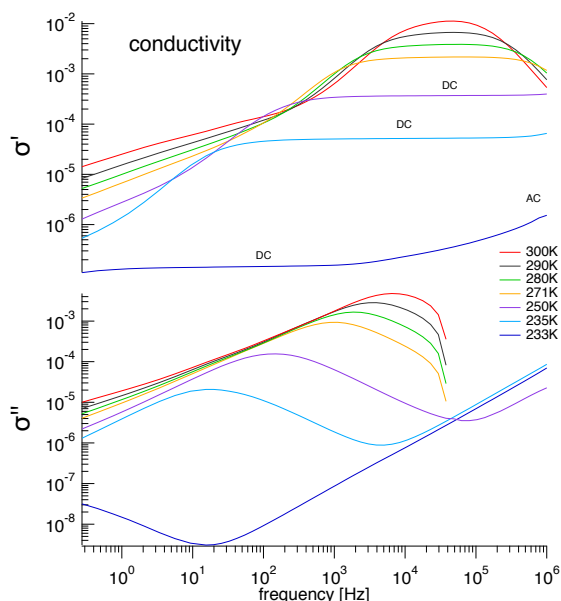 conductivity
10⁻²
10⁻³
10⁻⁴
10⁻⁵
10⁻⁶
σ'
DC
DC
DC
AC
300K
290K
280K
271K
250K
235K
233K
10⁻³
10⁻⁴
10⁻⁵
10⁻⁶
10⁻⁷
10⁻⁸
σ''
10⁰ 10¹ 10² 10³ 10⁴ 10⁵ 10⁶
frequency [Hz]